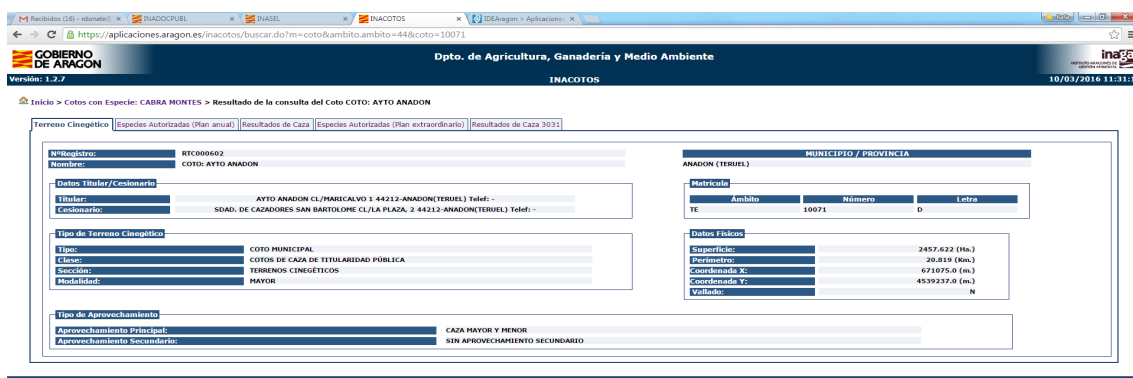 Recibidos (16) - rdonate@ INADOCPUBL INASEL INACOTOS IDEAragon > Aplicaciones
https://aplicaciones.aragon.es/inacotos/buscar.do?m=coto&ambito.ambito=44&coto=10071
GOBIERNO DE ARAGON
Dpto. de Agricultura, Ganadería y Medio Ambiente
inaga
Versión: 1.2.7 INACOTOS 10/03/2016 11:31:1
Inicio > Cotos con Especie: CABRA MONTES > Resultado de la consulta del Coto COTO: AYTO ANADON
Terreno Cinegético Especies Autorizadas (Plan anual) Resultados de Caza Especies Autorizadas (Plan extraordinario) Resultados de Caza 3031
NºRegistro: RTC000602
Nombre: COTO: AYTO ANADON
MUNICIPIO / PROVINCIA
ANADON (TERUEL)
Datos Titular/Cesionario
Titular: AYTO ANADON CL/MARICALVO 1 44212-ANADON(TERUEL) Telef: -
Cesionario: SDAD. DE CAZADORES SAN BARTOLOME CL/LA PLAZA, 2 44212-ANADON(TERUEL) Telef: -
Matrícula
Ámbito Número Letra
TE 10071 D
Tipo de Terreno Cinegético
Tipo: COTO MUNICIPAL
Clase: COTOS DE CAZA DE TITULARIDAD PÚBLICA
Sección: TERRENOS CINEGÉTICOS
Modalidad: MAYOR
Datos Físicos
Superficie: 2457.622 (Ha.)
Perímetro: 20.819 (Km.)
Coordenada X: 671075.0 (m.)
Coordenada Y: 4539237.0 (m.)
Vallado: N
Tipo de Aprovechamiento
Aprovechamiento Principal: CAZA MAYOR Y MENOR
Aprovechamiento Secundario: SIN APROVECHAMIENTO SECUNDARIO